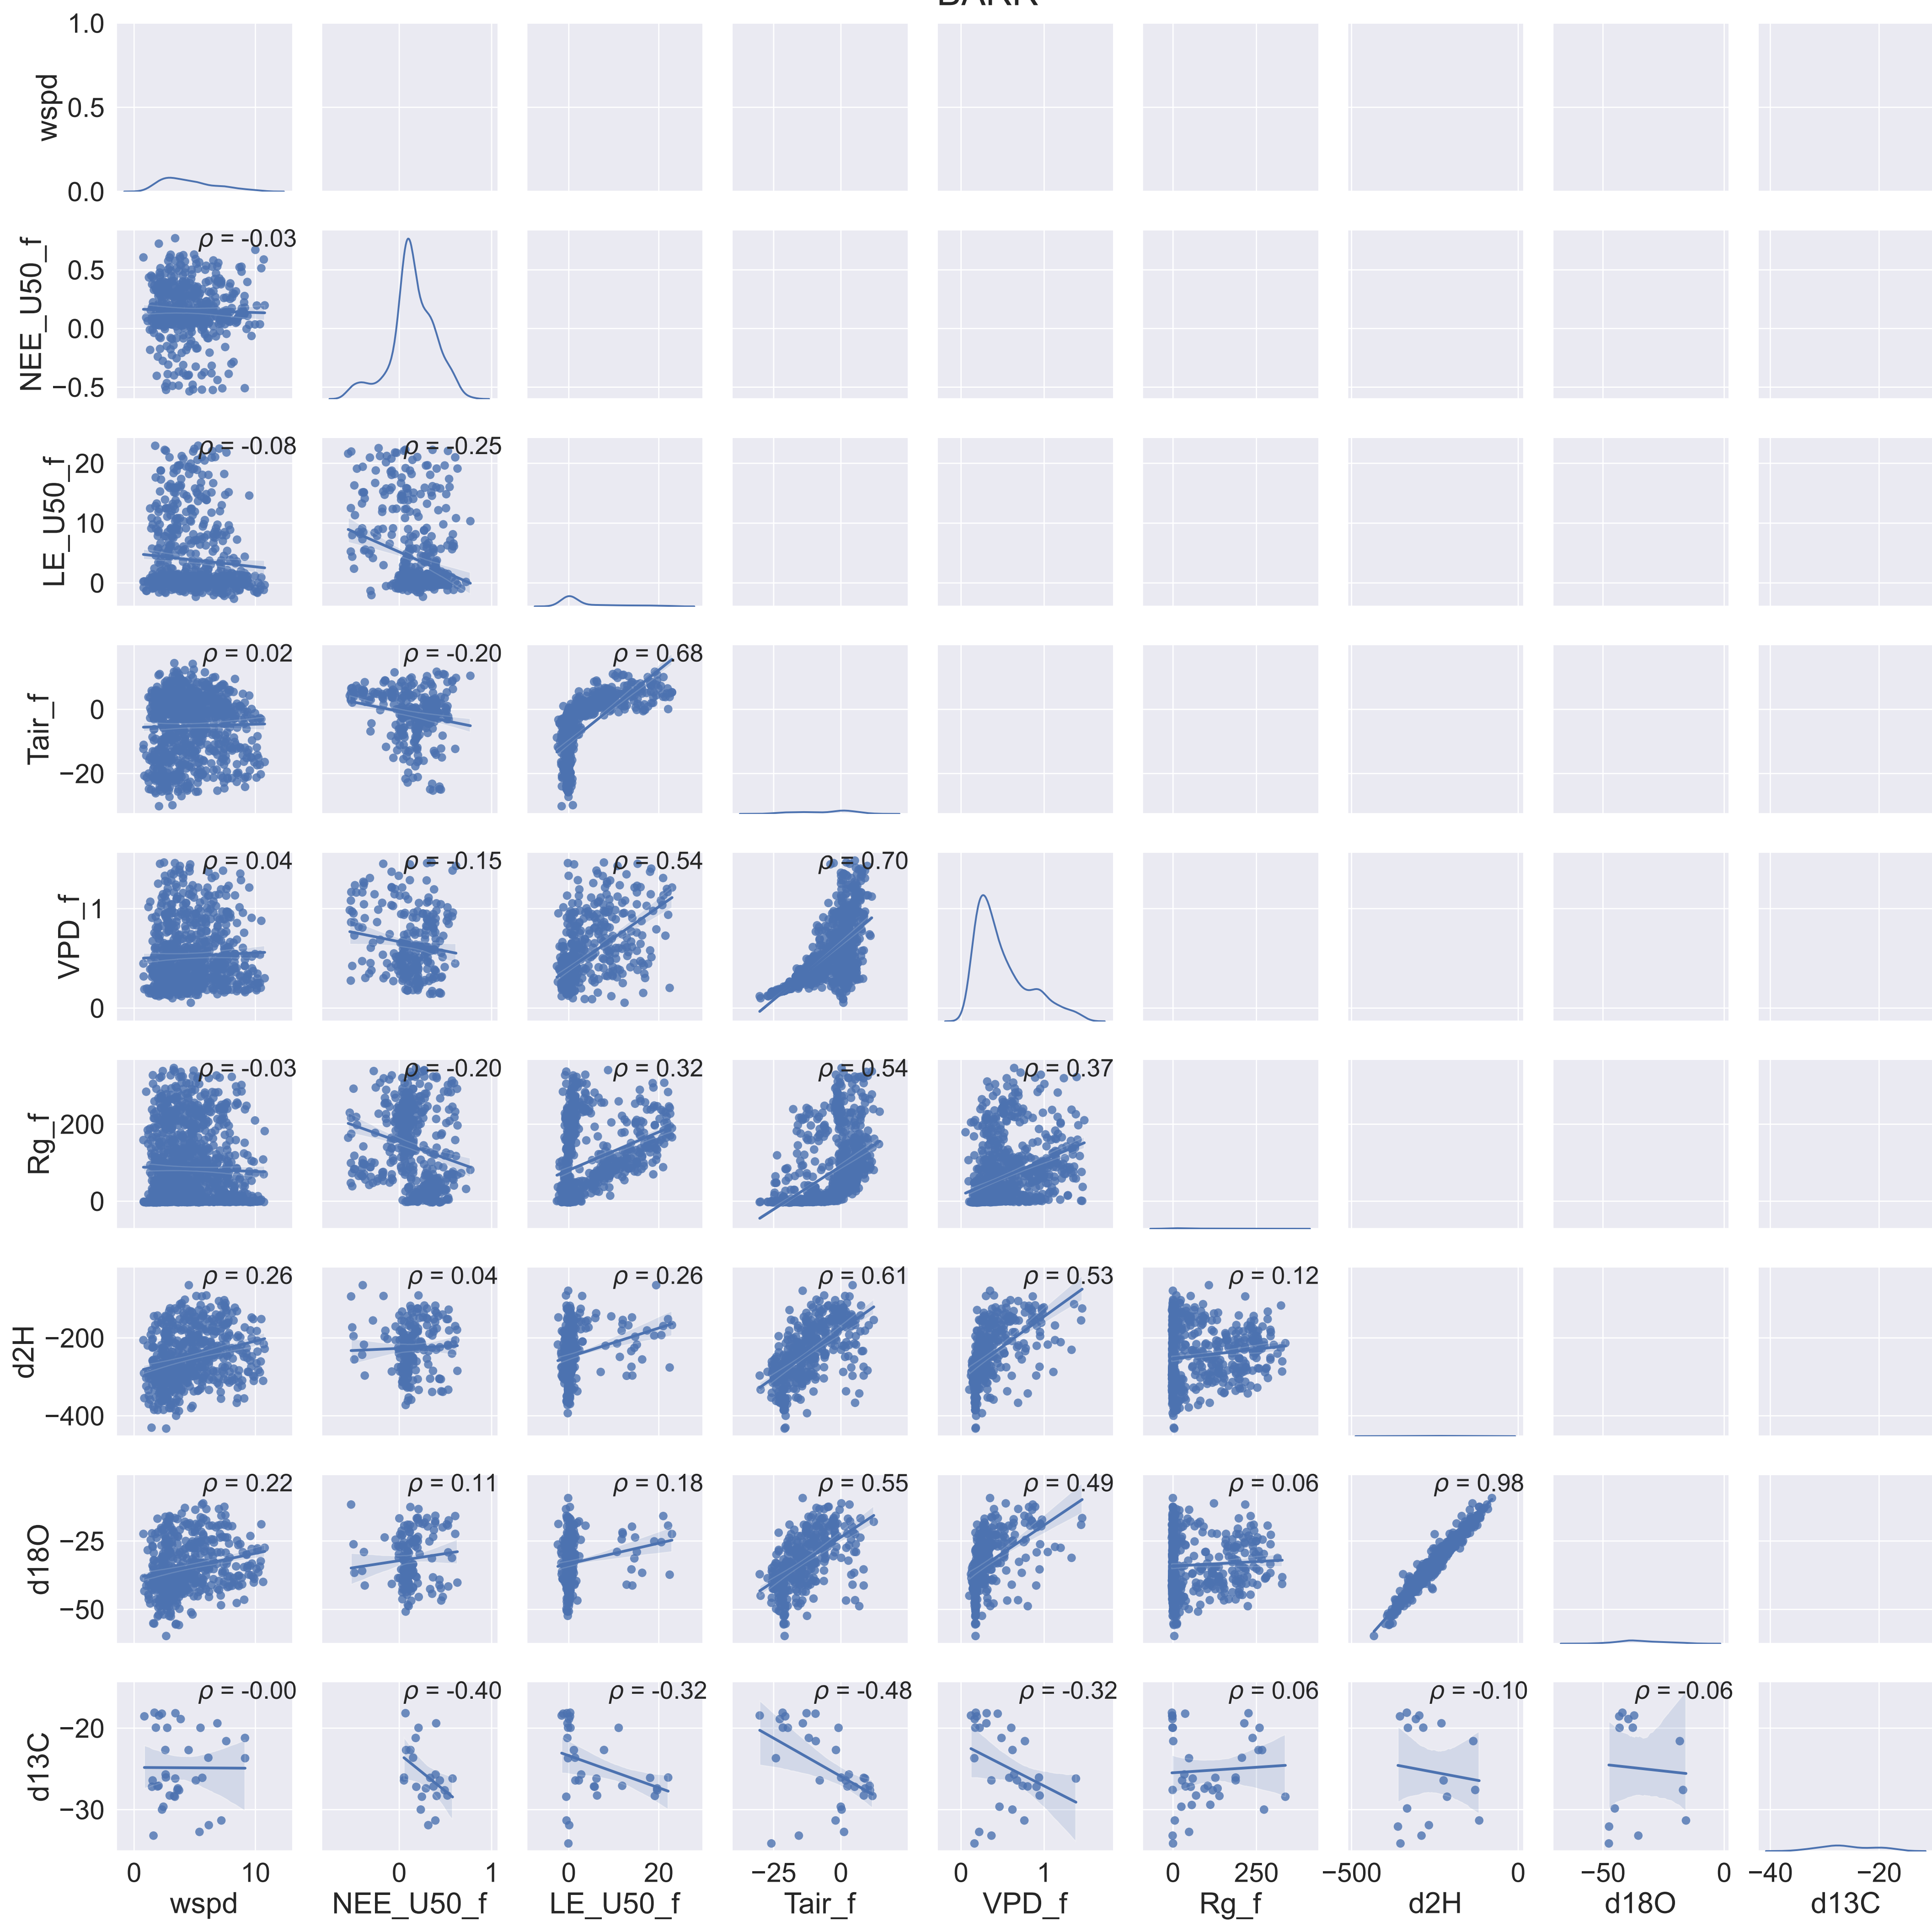 1.0
wspd
0.5
0.0
ρ = -0.03
NEE_U50_f
0.5
0.0
−0.5
ρ = -0.08 ρ = -0.25
LE_U50_f
20
10
0
ρ = 0.02 ρ = -0.20 ρ = 0.68
Tair_f
0
−20
ρ = 0.04 ρ = -0.15 ρ = 0.54 ρ = 0.70
VPD_f
1
0
ρ = -0.03 ρ = -0.20 ρ = 0.32 ρ = 0.54 ρ = 0.37
Rg_f
200
0
ρ = 0.26 ρ = 0.04 ρ = 0.26 ρ = 0.61 ρ = 0.53 ρ = 0.12
d2H
−200
−400
ρ = 0.22 ρ = 0.11 ρ = 0.18 ρ = 0.55 ρ = 0.49 ρ = 0.06 ρ = 0.98
d18O
−25
−50
ρ = -0.00 ρ = -0.40 ρ = -0.32 ρ = -0.48 ρ = -0.32 ρ = 0.06 ρ = -0.10 ρ = -0.06
d13C
−20
−30
0 10 0 1 0 20 −25 0 0 1 0 250 −500 0 −50 0 −40 −20
wspd NEE_U50_f LE_U50_f Tair_f VPD_f Rg_f d2H d18O d13C